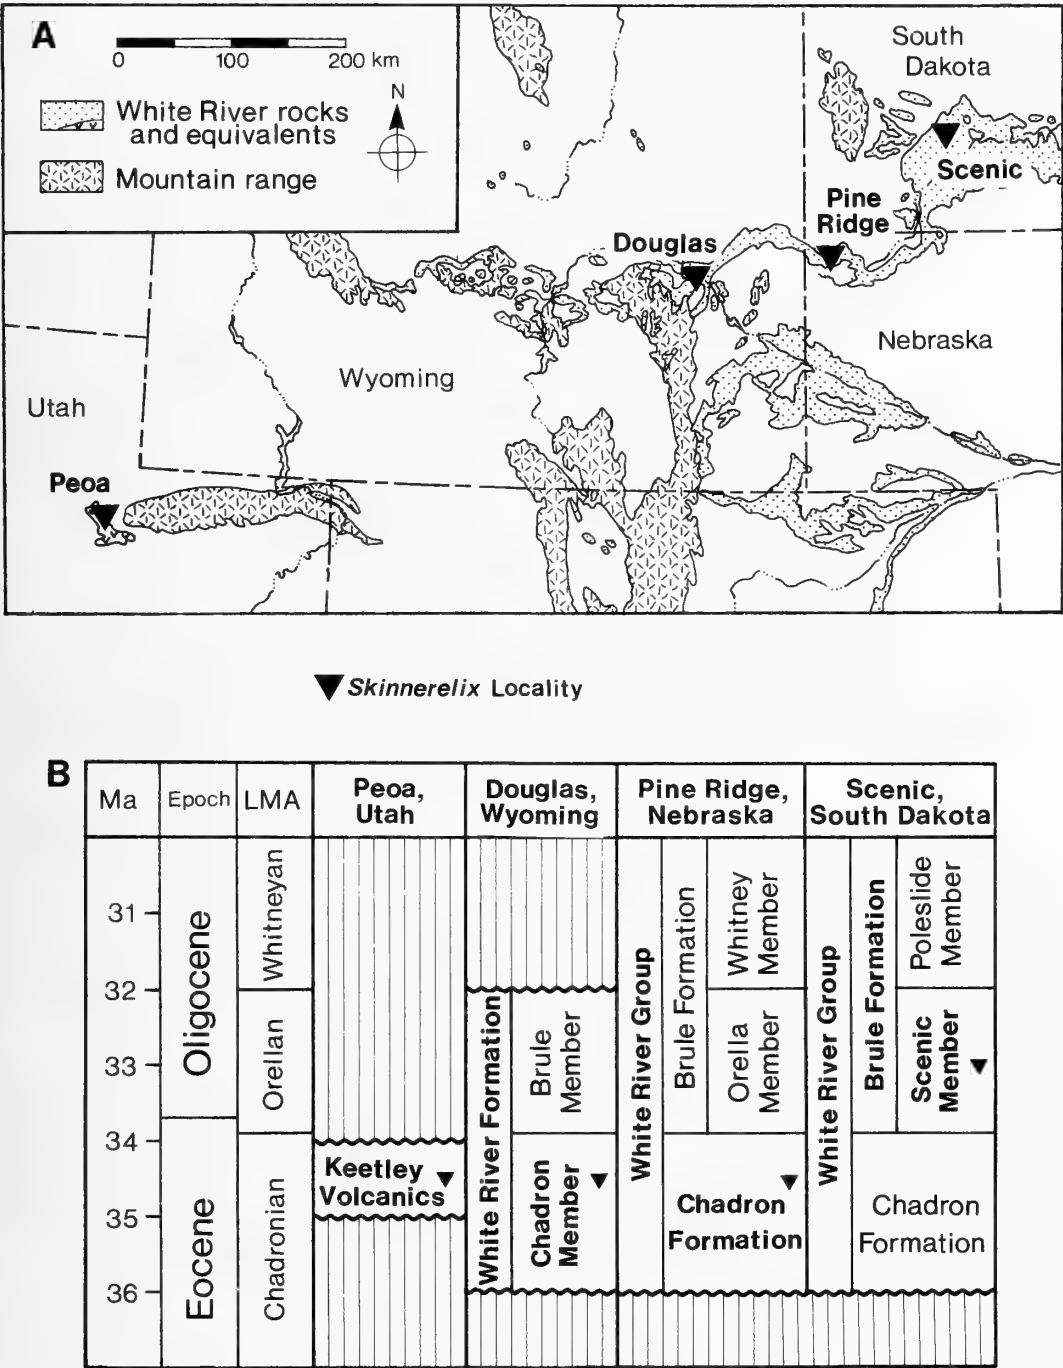 A
0 100 200 km
N
White River rocks
and equivalents
Mountain range
South
Dakota
Scenic
Pine
Ridge
Douglas
Nebraska
Wyoming
Utah
Peoa
Skinnerelix Locality
B
Ma
Epoch
LMA
Peoa,
Utah
Douglas,
Wyoming
Pine Ridge,
Nebraska
Scenic,
South Dakota
31
32
33
34
35
36
Oligocene
Eocene
Whitneyan
Orellan
Chadronian
Keetley
Volcanics
White River Formation
Brule
Member
Chadron
Member
White River Group
Brule Formation
Whitney
Member
Orella
Member
Chadron
Formation
White River Group
Brule Formation
Poleslide
Member
Scenic
Member
Chadron
Formation